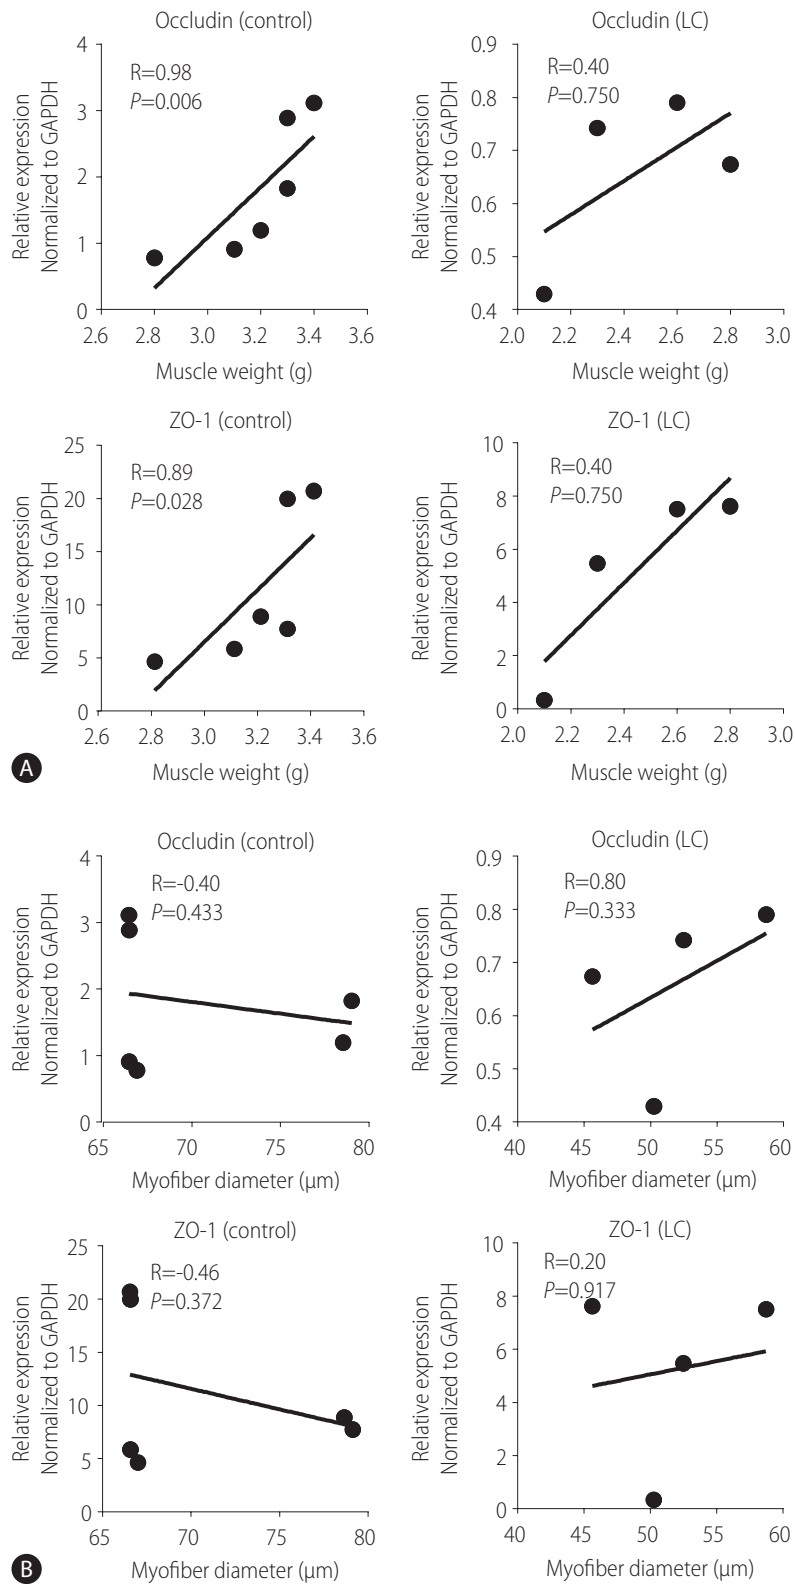 Occludin (control)
Relative expression
Normalized to GAPDH
4
3
2
1
0
R=0.98
P=0.006
2.6 2.8 3.0 3.2 3.4 3.6
Muscle weight (g)
Occludin (LC)
Relative expression
Normalized to GAPDH
0.9
0.8
0.7
0.6
0.5
0.4
R=0.40
P=0.750
2.0 2.2 2.4 2.6 2.8 3.0
Muscle weight (g)
ZO-1 (control)
Relative expression
Normalized to GAPDH
25
20
15
10
5
0
R=0.89
P=0.028
2.6 2.8 3.0 3.2 3.4 3.6
Muscle weight (g)
ZO-1 (LC)
Relative expression
Normalized to GAPDH
10
8
6
4
2
0
R=0.40
P=0.750
2.0 2.2 2.4 2.6 2.8 3.0
Muscle weight (g)
A
Occludin (control)
Relative expression
Normalized to GAPDH
4
3
2
1
0
R=-0.40
P=0.433
65 70 75 80
Myofiber diameter (μm)
Occludin (LC)
Relative expression
Normalized to GAPDH
0.9
0.8
0.7
0.6
0.5
0.4
R=0.80
P=0.333
40 45 50 55 60
Myofiber diameter (μm)
ZO-1 (control)
Relative expression
Normalized to GAPDH
25
20
15
10
5
0
R=-0.46
P=0.372
65 70 75 80
Myofiber diameter (μm)
ZO-1 (LC)
Relative expression
Normalized to GAPDH
10
8
6
4
2
0
R=0.20
P=0.917
40 45 50 55 60
Myofiber diameter (μm)
B